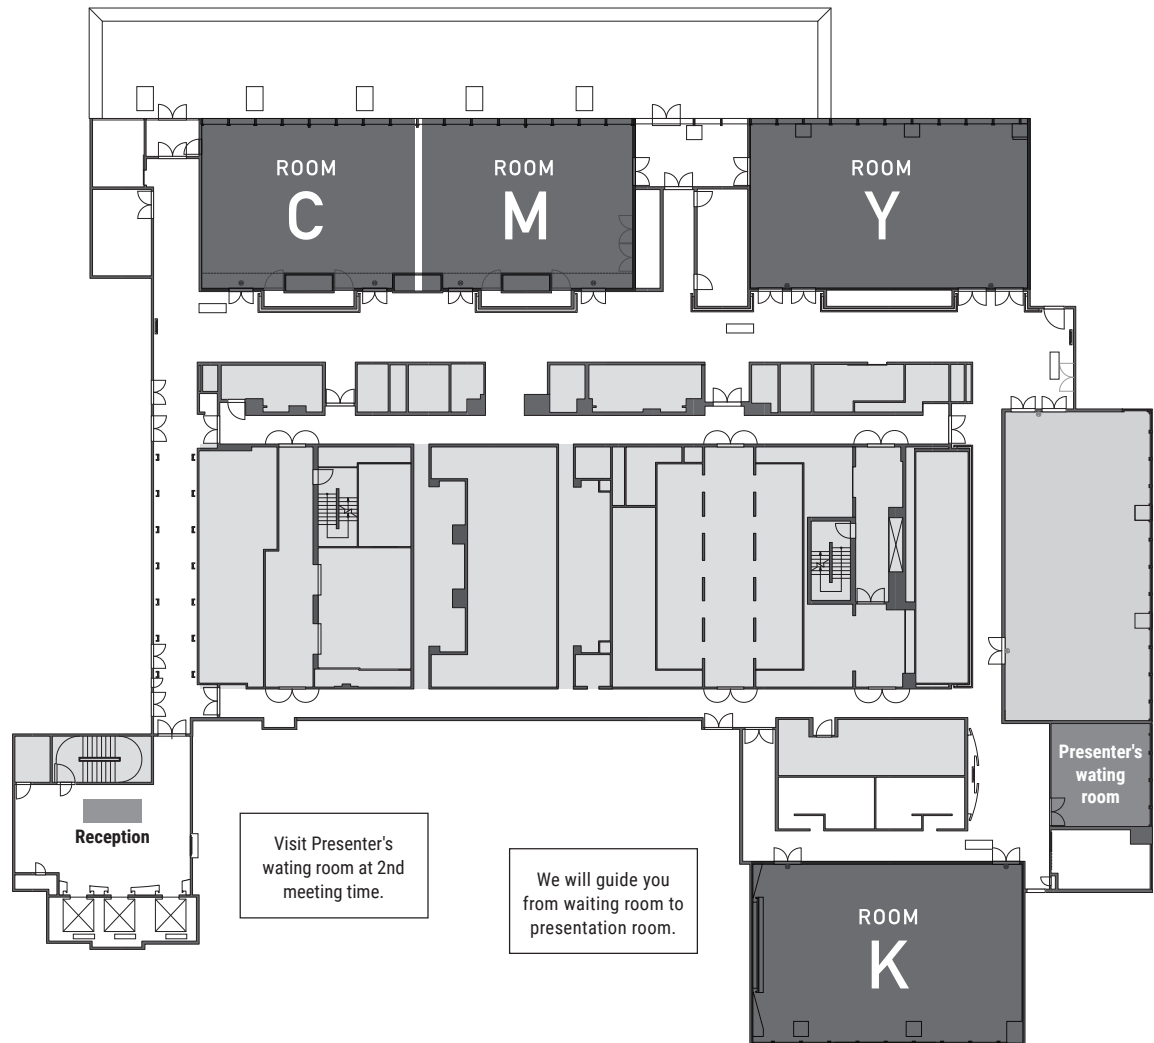 ROOM
C
ROOM
M
ROOM
Y
Presenter's
wating
room
Reception
Visit Presenter's
wating room at 2nd
meeting time.
We will guide you
from waiting room to
presentation room.
ROOM
K